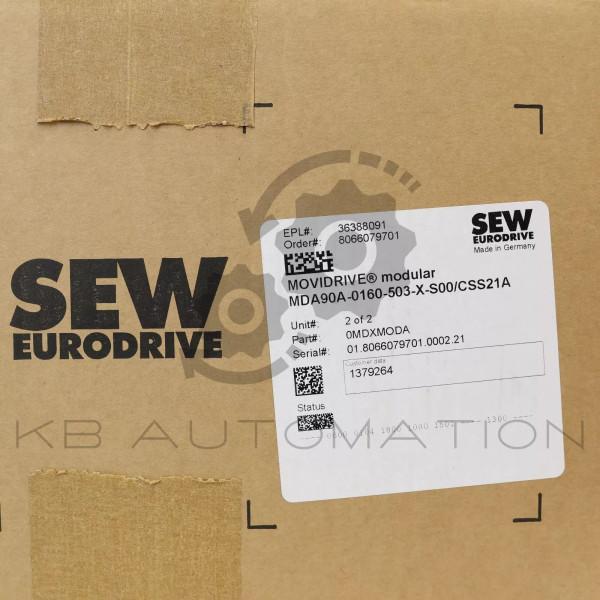 SEW
EURODRIVE
EPL#: 36388091
Order#: 8066079701
SEW
EURODRIVE
Made in Germany
MOVIDRIVE® modular
MDA90A-0160-503-X-S00/CSS21A
Unit#: 2 of 2
Part#: 0MDXMODA
Serial#: 01.8066079701.0002.21
Customer data
1379264
Status
KB AUTOMATION